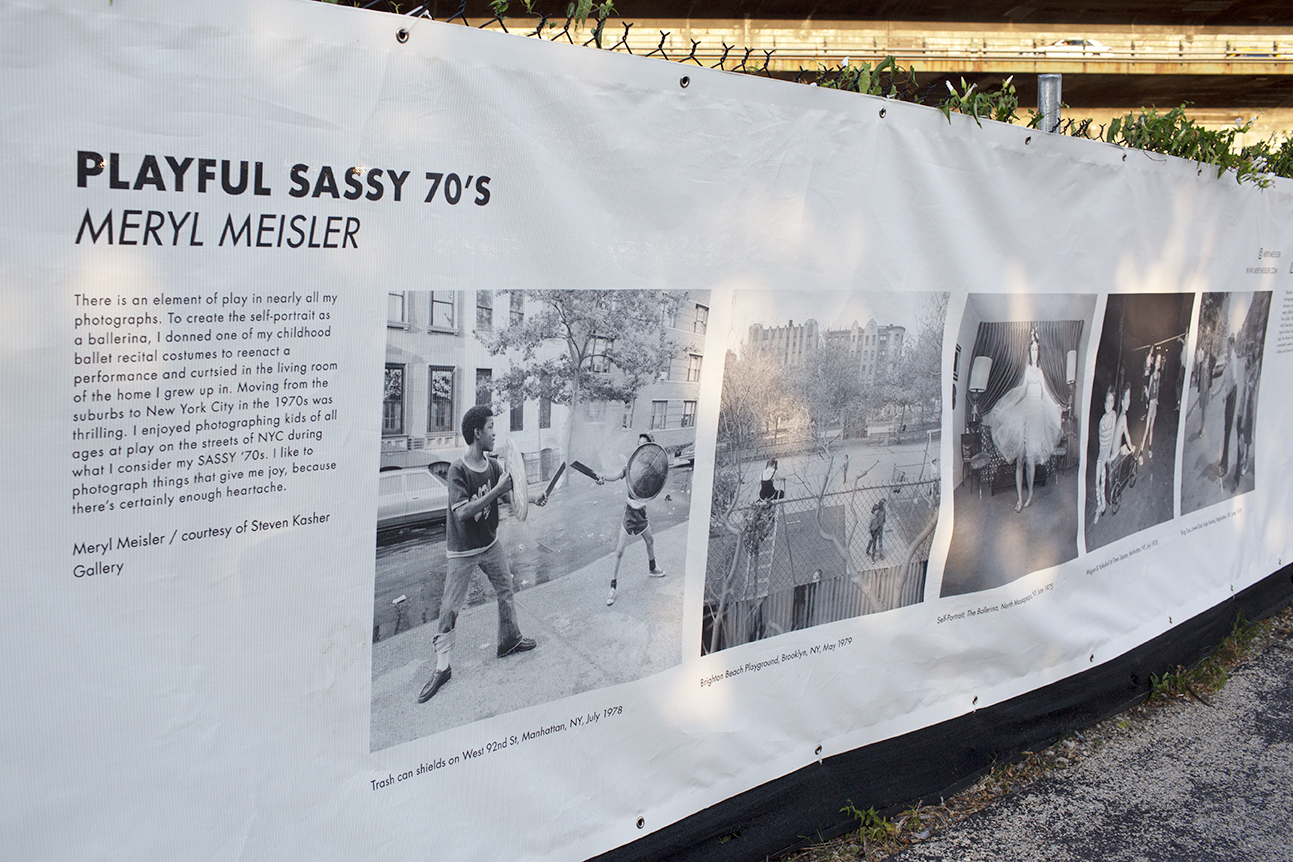 PLAYFUL SASSY 70'S
MERYL MEISLER
There is an element of play in nearly all my
photographs. To create the self-portrait as
a ballerina, I donned one of my childhood
ballet recital costumes to reenact a
performance and curtsied in the living room
of the home I grew up in. Moving from the
suburbs to New York City in the 1970s was
thrilling. I enjoyed photographing kids of all
ages at play on the streets of NYC during
what I consider my SASSY '70s. I like to
photograph things that give me joy, because
there's certainly enough heartache.
Meryl Meisler / courtesy of Steven Kasher
Gallery
Trash can shields on West 92nd St, Manhattan, NY, July 1978
Brighton Beach Playground, Brooklyn, NY, May 1979
Self-Portrait, The Ballerina, North Massapequa, NY, June 1975